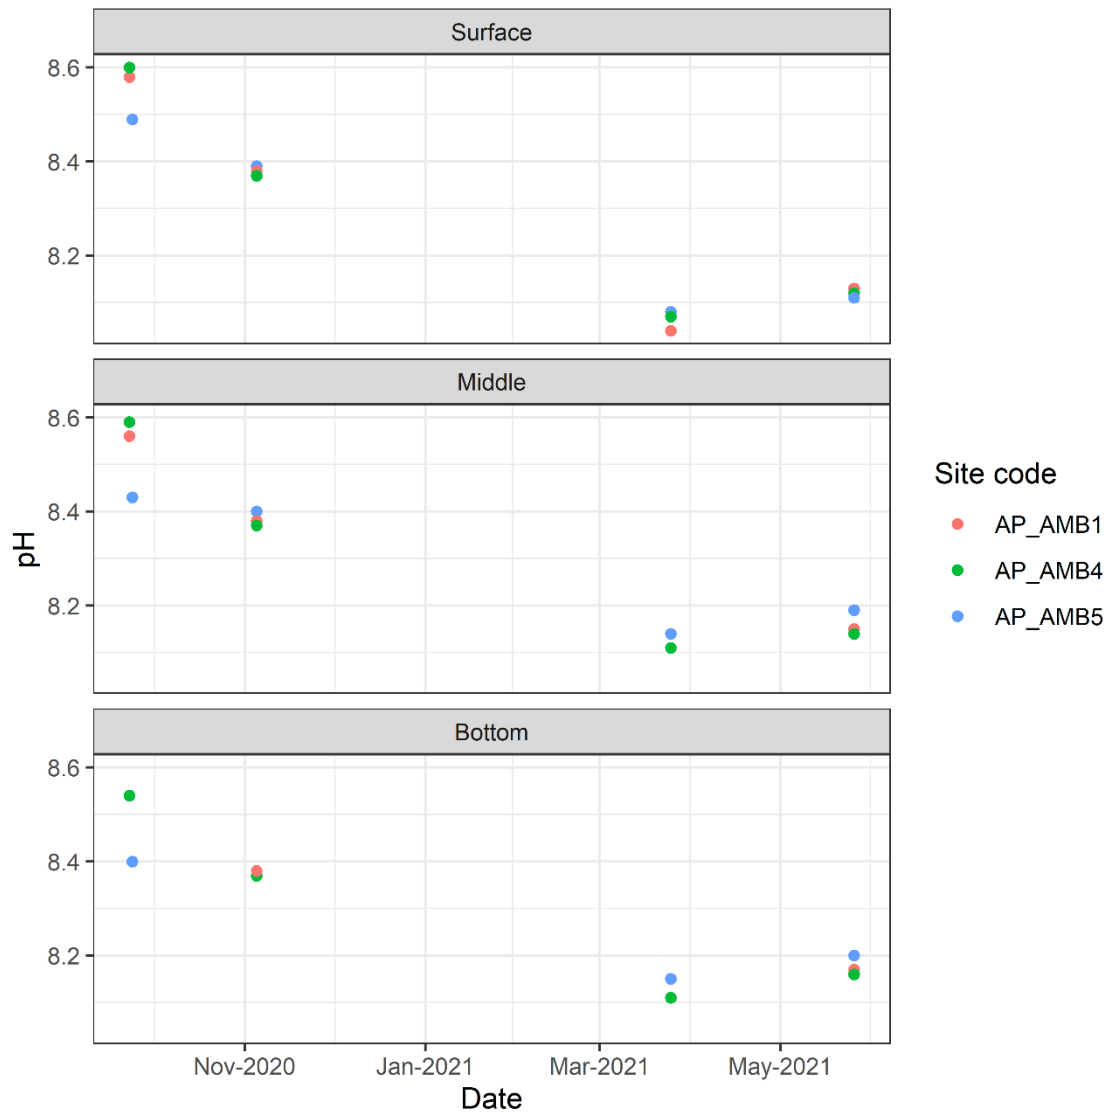 Surface
8.6
8.4
8.2
Middle
8.6
8.4
8.2
pH
Bottom
8.6
8.4
8.2
Nov-2020 Jan-2021 Mar-2021 May-2021
Date
Site code
AP_AMB1
AP_AMB4
AP_AMB5